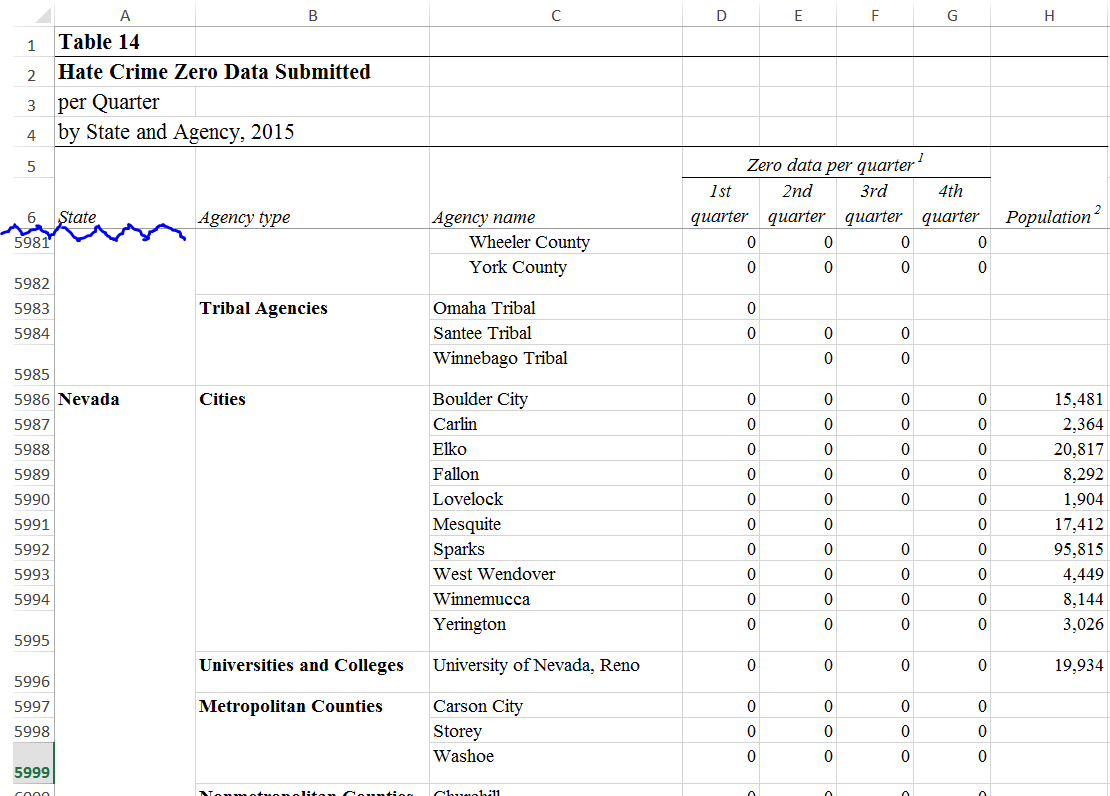 A B C D E F G H
1 Table 14
2 Hate Crime Zero Data Submitted
3 per Quarter
4 by State and Agency, 2015
5 Zero data per quarter 1
1st 2nd 3rd 4th
6 State Agency type Agency name quarter quarter quarter quarter Population 2
5981 Wheeler County 0 0 0 0
5982 York County 0 0 0 0
5983 Tribal Agencies Omaha Tribal 0
5984 Santee Tribal 0 0 0
5985 Winnebago Tribal 0 0
5986 Nevada Cities Boulder City 0 0 0 0 15,481
5987 Carlin 0 0 0 0 2,364
5988 Elko 0 0 0 0 20,817
5989 Fallon 0 0 0 0 8,292
5990 Lovelock 0 0 0 0 1,904
5991 Mesquite 0 0 0 17,412
5992 Sparks 0 0 0 0 95,815
5993 West Wendover 0 0 0 0 4,449
5994 Winnemucca 0 0 0 0 8,144
5995 Yerington 0 0 0 0 3,026
5996 Universities and Colleges University of Nevada, Reno 0 0 0 0 19,934
5997 Metropolitan Counties Carson City 0 0 0 0
5998 Storey 0 0 0 0
5999 Washoe 0 0 0 0
6000 Nonmetropolitan Counties Churchill 0 0 0 0